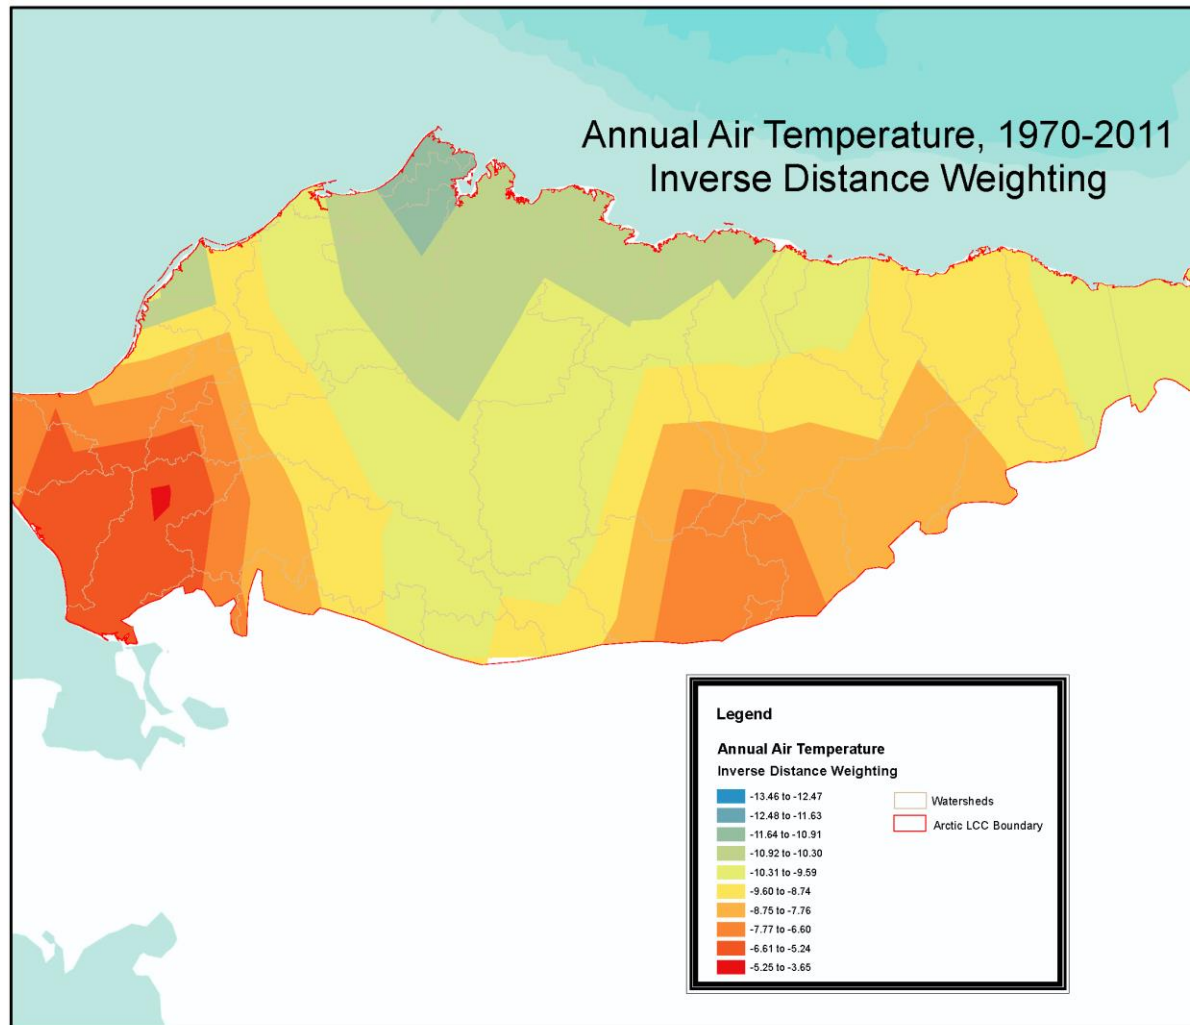 Annual Air Temperature, 1970-2011
Inverse Distance Weighting
Legend
Annual Air Temperature
Inverse Distance Weighting
-13.46 to -12.47
-12.48 to -11.63
-11.64 to -10.91
-10.92 to -10.30
-10.31 to -9.59
-9.60 to -8.74
-8.75 to -7.76
-7.77 to -6.60
-6.61 to -5.24
-5.25 to -3.65
Watersheds
Arctic LCC Boundary